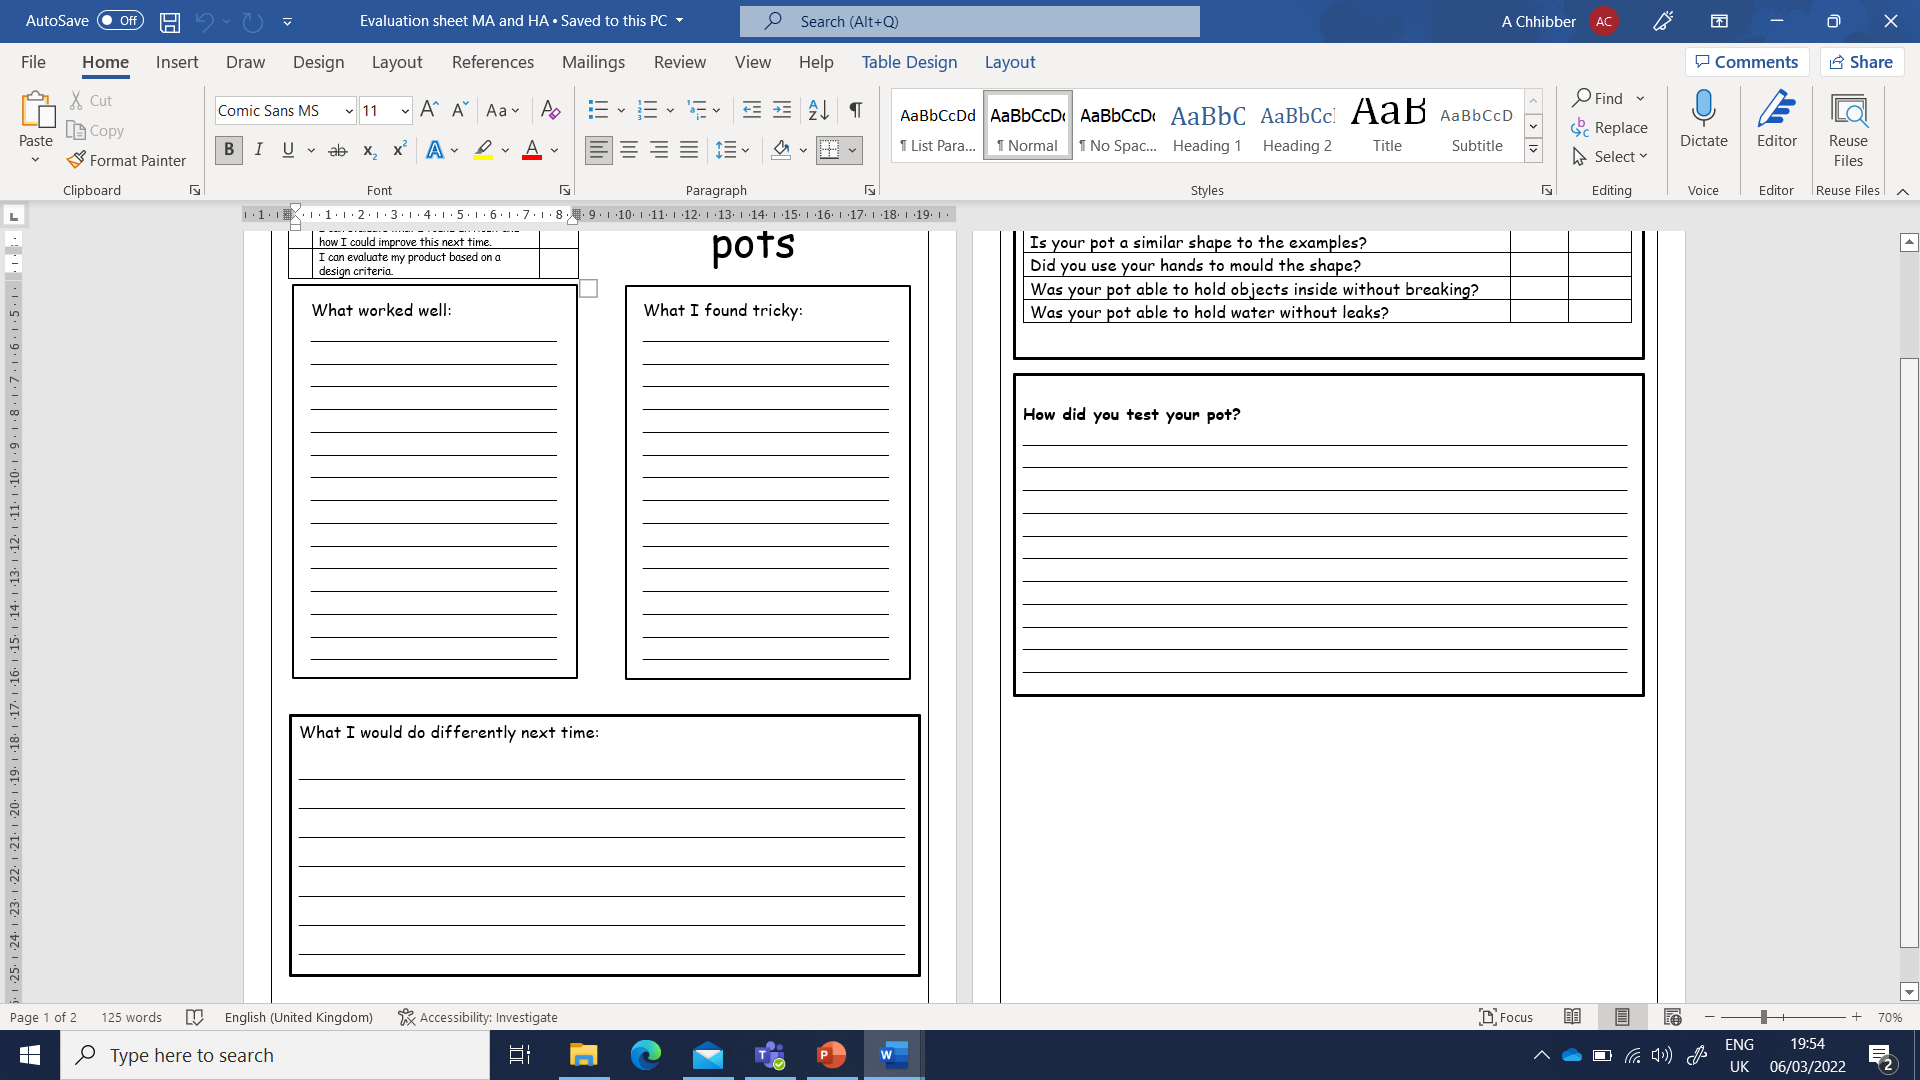 AutoSave Off Evaluation sheet MA and HA • Saved to this PC Search (Alt+Q) A Chhibber AC
File Home Insert Draw Design Layout References Mailings Review View Help Table Design Layout Comments Share
Paste
Cut
Copy
Format Painter
Clipboard
Comic Sans MS 11
Font
Paragraph
AaBbCcDd AaBbCcDc AaBbCcDc AaBbC AaBbCcl AaB AaBbCcD
¶ List Para... ¶ Normal ¶ No Spac... Heading 1 Heading 2 Title Subtitle
Styles
Find
Replace
Select
Editing
Dictate
Voice
Editor
Editor
Reuse Files
Reuse Files
how I could improve this next time.
I can evaluate my product based on a
design criteria.
pots
What worked well:
What I found tricky:
What I would do differently next time:
Is your pot a similar shape to the examples?
Did you use your hands to mould the shape?
Was your pot able to hold objects inside without breaking?
Was your pot able to hold water without leaks?
How did you test your pot?
Page 1 of 2 125 words English (United Kingdom) Accessibility: Investigate Focus 70%
Type here to search
ENG
UK
19:54
06/03/2022
2